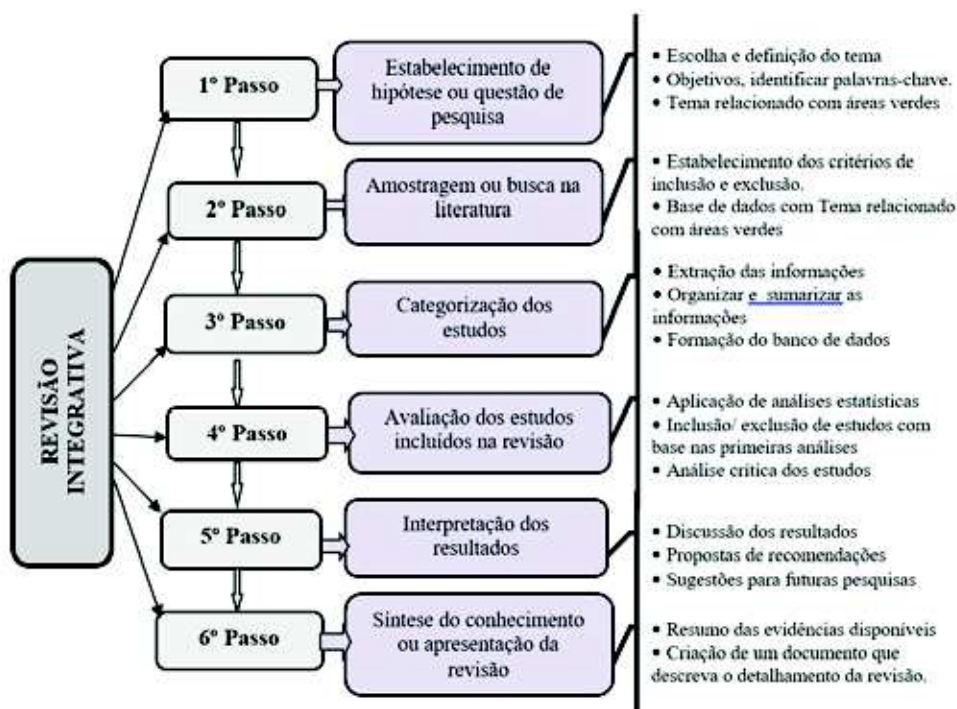 REVISÃO
INTEGRATIVA
1º Passo
Estabelecimento de
hipótese ou questão de
pesquisa
• Escolha e definição do tema
• Objetivos, identificar palavras-chave.
• Tema relacionado com áreas verdes
2º Passo
Amostragem ou busca na
literatura
• Estabelecimento dos critérios de
inclusão e exclusão.
• Base de dados com Tema relacionado
com áreas verdes
3º Passo
Categorização dos
estudos
• Extração das informações
• Organizar e sumarizar as
informações
• Formação do banco de dados
4º Passo
Avaliação dos estudos
incluídos na revisão
• Aplicação de análises estatísticas
• Inclusão/ exclusão de estudos com
base nas primeiras análises
• Análise crítica dos estudos
5º Passo
Interpretação dos
resultados
• Discussão dos resultados
• Propostas de recomendações
• Sugestões para futuras pesquisas
6º Passo
Síntese do conhecimento
ou apresentação da
revisão
• Resumo das evidências disponíveis
• Criação de um documento que
descreva o detalhamento da revisão.